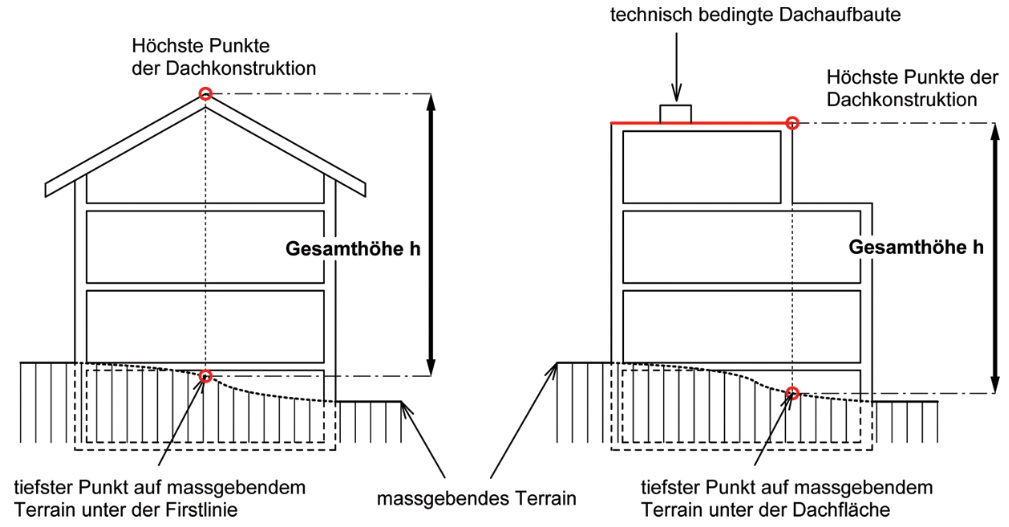 technisch bedingte Dachaufbaute
Höchste Punkte
der Dachkonstruktion
Höchste Punkte der
Dachkonstruktion
Gesamthöhe h
Gesamthöhe h
tiefster Punkt auf massgebendem
Terrain unter der Firstlinie
massgebendes Terrain
tiefster Punkt auf massgebendem
Terrain unter der Dachfläche